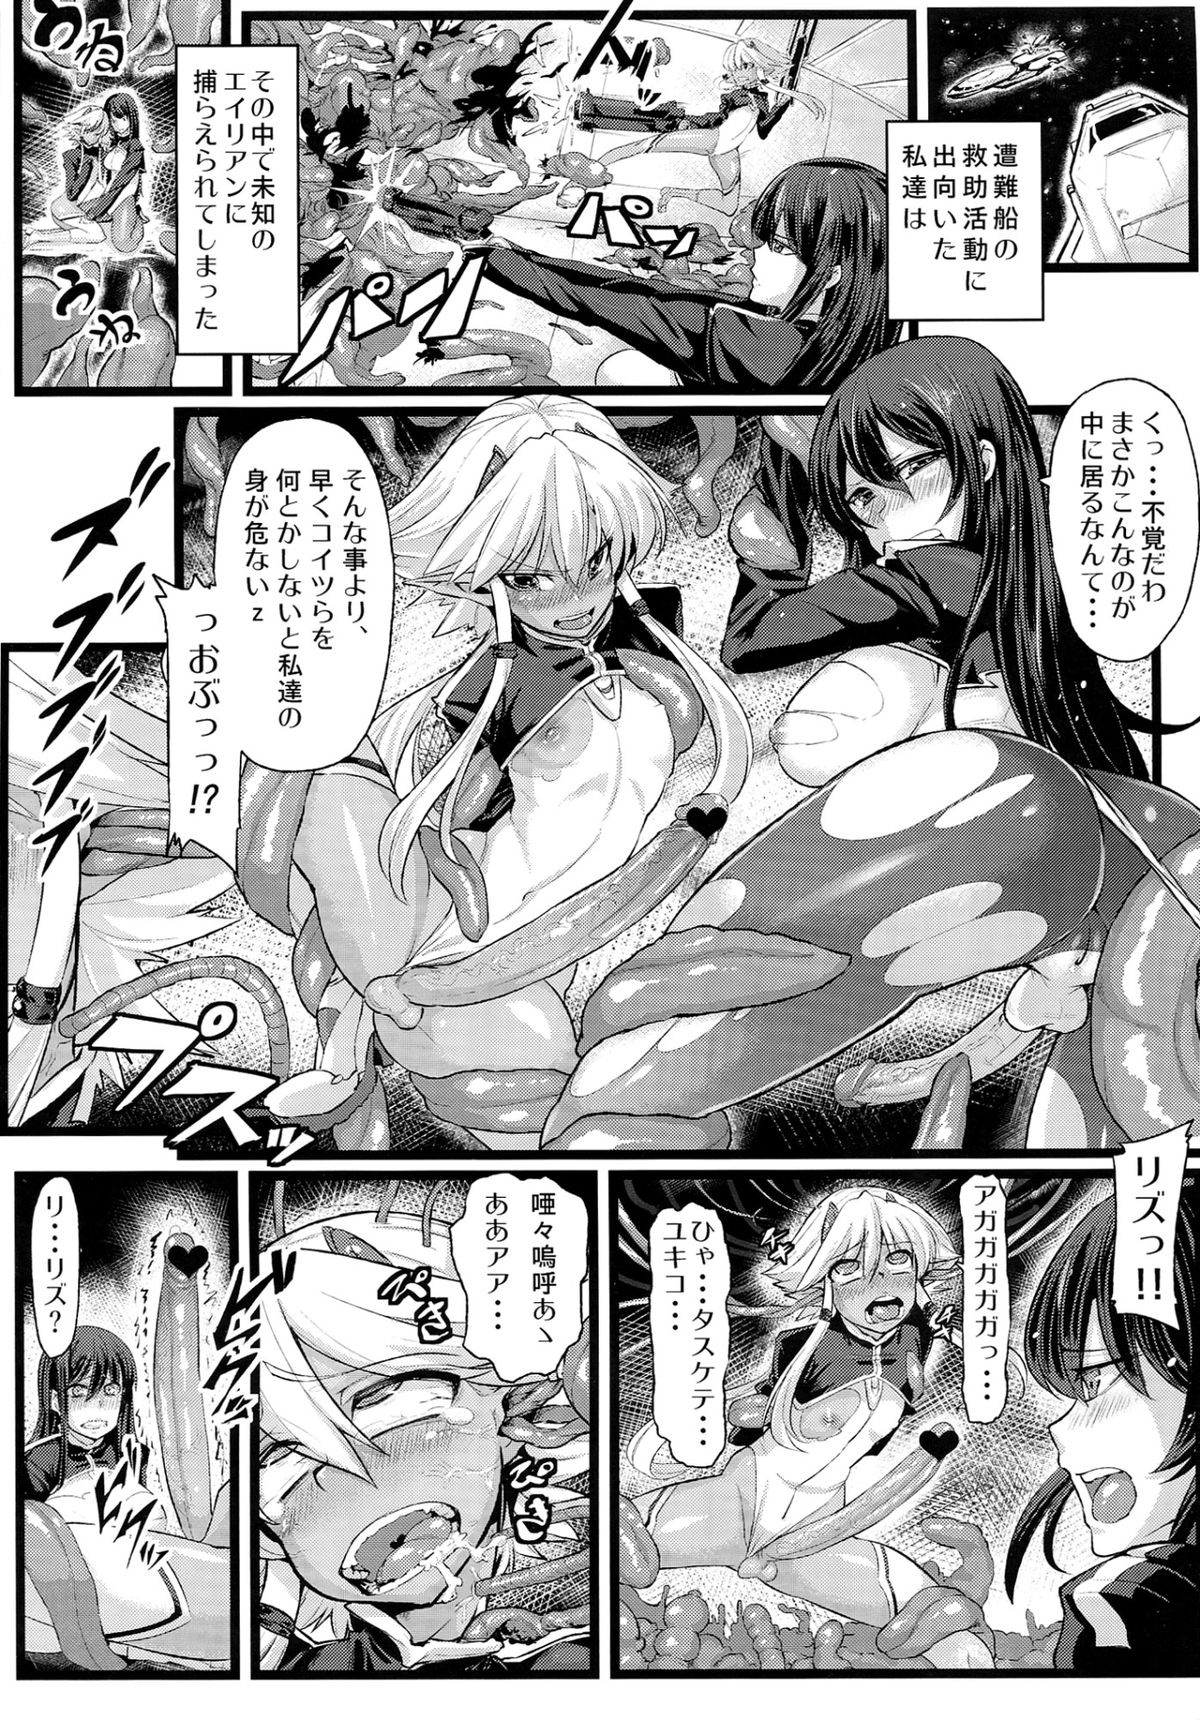 遭難船の
救助活動に
出向いた
私達は
パンッ
パンッ
その中で未知の
エイリアンに
捕らえられてしまった
うね
うね
くっ・・・不覚だわ
まさかこんなのが
中に居るなんて・・・
そんな事より、
早くコイツらを
何とかしないと私達の
身が危ないz
っおぶっっっ!?
ズブブブ
プスッ
リズっ!!
アガガガガガっ・・・
ひゃ・・・タスケテ・・・
ユキコ・・・
唖々嗚呼あヽ
ああアア・・・
ぴき
ぴき
リ・・・リズ?